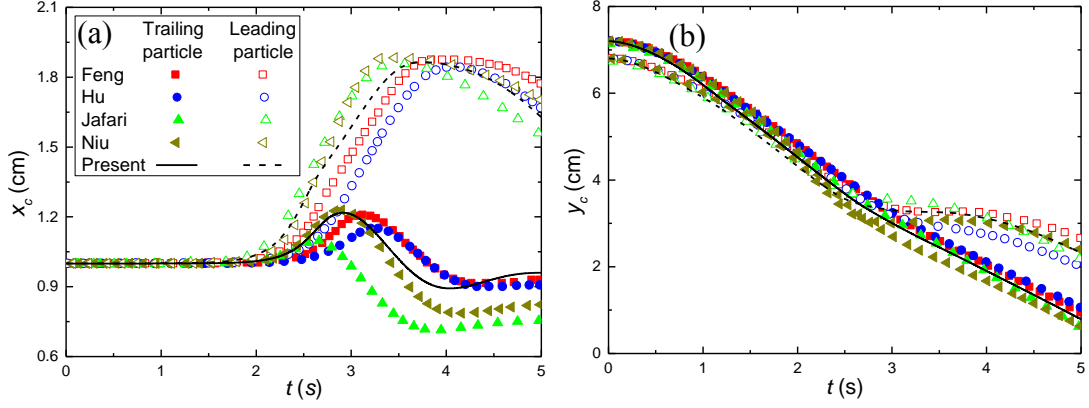 (a)
Trailing particle
Leading particle
Feng
Hu
Jafari
Niu
Present
2.1
1.8
1.5
1.2
0.9
0.6
x_c (cm)
0 1 2 3 4 5
t (s)
(b)
8
6
4
2
0
y_c (cm)
0 1 2 3 4 5
t (s)